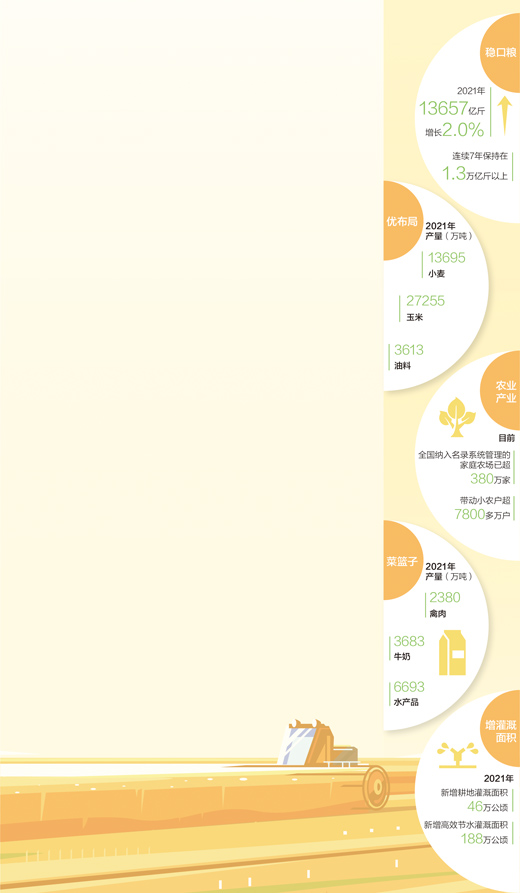 稳口粮
2021年
13657亿斤
增长2.0%
连续7年保持在
1.3万亿斤以上
优布局
2021年
产量（万吨）
13695
小麦
27255
玉米
3613
油料
农业
产业
目前
全国纳入名录系统管理的
家庭农场已超
380万家
带动小农户超
7800多万户
菜篮子
2021年
产量（万吨）
2380
禽肉
3683
牛奶
6693
水产品
增灌溉
面积
2021年
新增耕地灌溉面积
46万公顷
新增高效节水灌溉面积
188万公顷